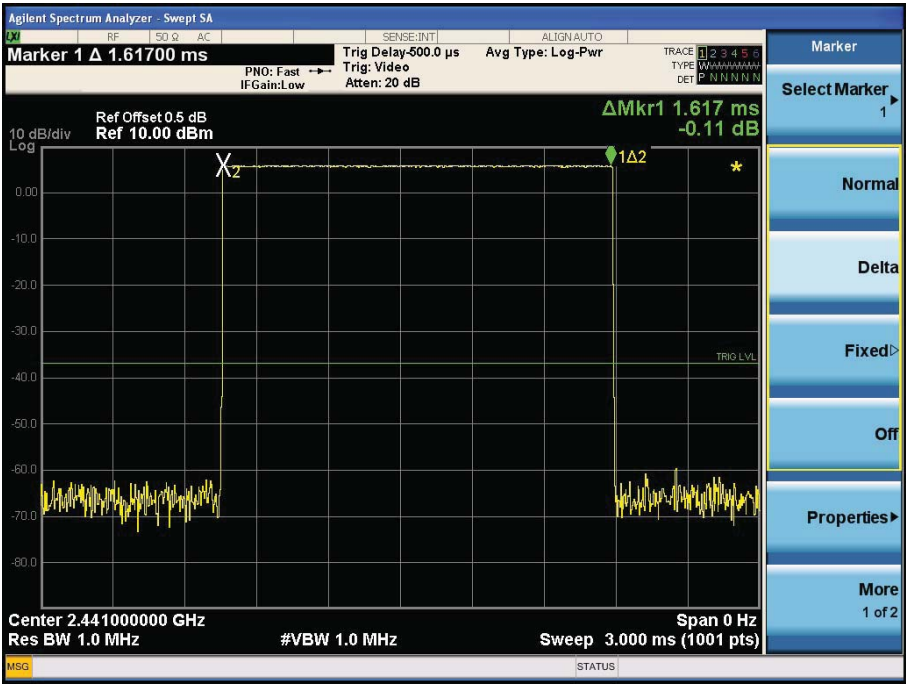 Agilent Spectrum Analyzer - Swept SA
LXI RF 50 Ω AC SENSE:INT ALIGN AUTO
Marker 1 Δ 1.61700 ms
PNO: Fast
IFGain:Low
Trig Delay-500.0 µs
Trig: Video
Atten: 20 dB
Avg Type: Log-Pwr
TRACE 1 2 3 4 5 6
TYPE WWWWWW
DET P N N N N N
Ref Offset 0.5 dB
10 dB/div Ref 10.00 dBm
Log
ΔMkr1 1.617 ms
-0.11 dB
X2
1Δ2
*
0.00
-10.0
-20.0
-30.0
TRIG LVL
-40.0
-50.0
-60.0
-70.0
-80.0
Center 2.441000000 GHz
Span 0 Hz
Res BW 1.0 MHz
#VBW 1.0 MHz
Sweep 3.000 ms (1001 pts)
MSG
STATUS
Marker
Select Marker
1
Normal
Delta
Fixed
Off
Properties
More
1 of 2